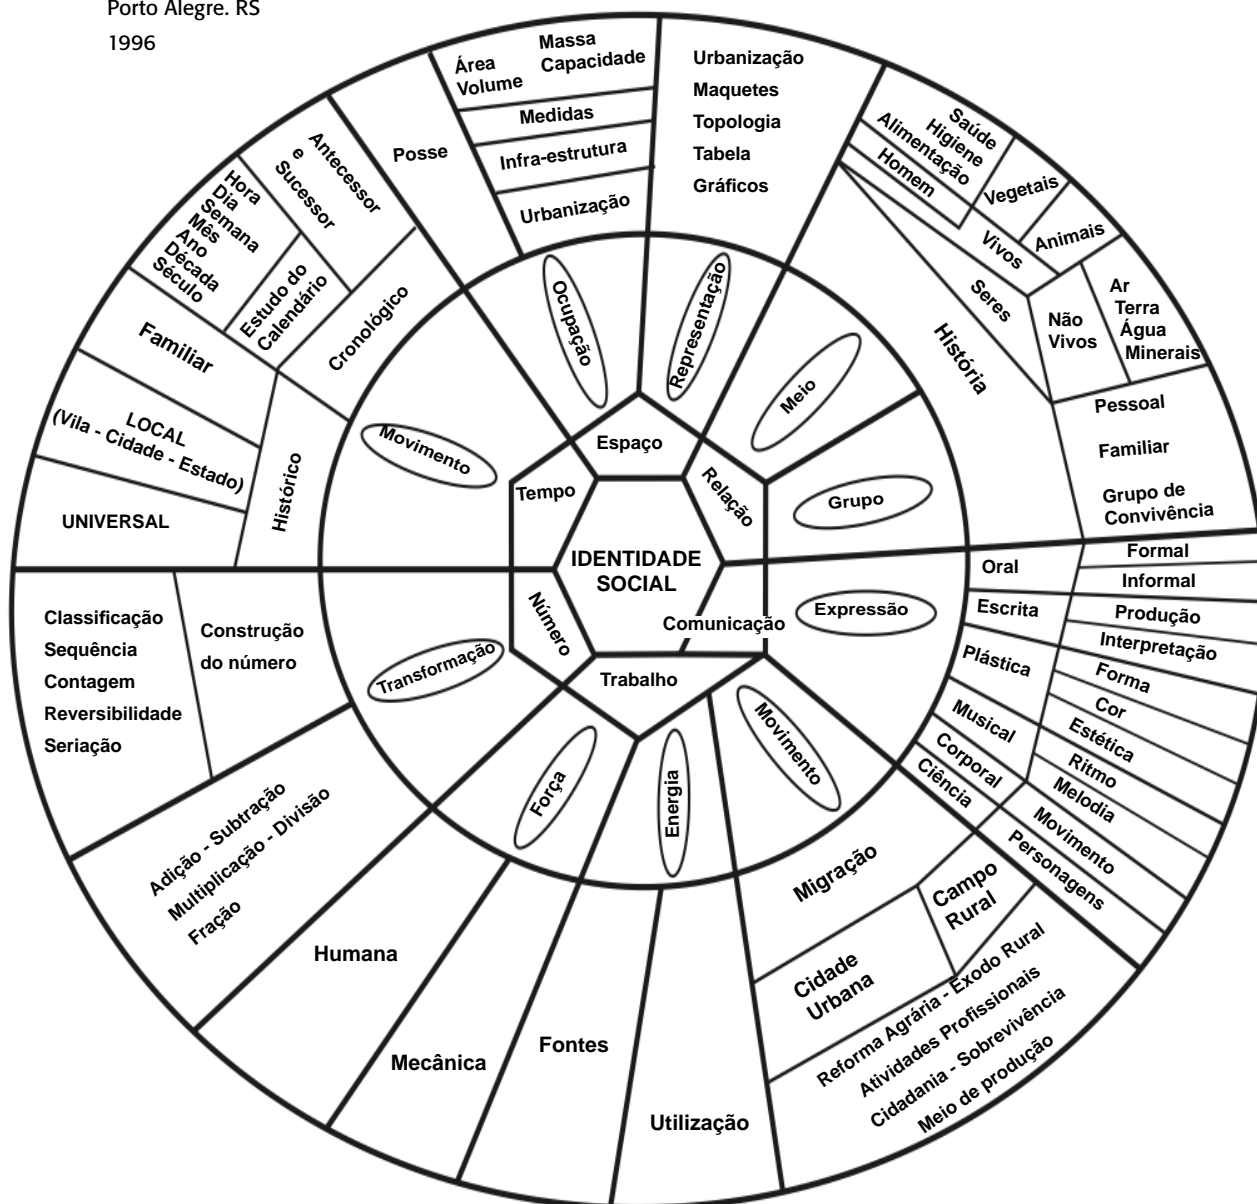 Porto Alegre. RS
1996
Área
Volume
Massa
Capacidade
Medidas
Infra-estrutura
Urbanização
Urbanização
Maquetes
Topologia
Tabela
Gráficos
Saúde
Higiene
Alimentação
Homem
Vegetais
Animais
Vivos
Seres
Não
Vivos
Ar
Terra
Água
Minerais
História
Pessoal
Familiar
Grupo de
Convivência
Posse
Antecessor
e
Sucessor
Hora
Dia
Semana
Mês
Ano
Década
Século
Estudo do
Calendário
Cronológico
Familiar
LOCAL
(Vila - Cidade - Estado)
UNIVERSAL
Histórico
Ocupação
Representação
Meio
Grupo
Movimento
Espaço
Tempo
Relação
IDENTIDADE
SOCIAL
Número
Comunicação
Trabalho
Expressão
Transformação
Força
Energia
Movimento
Oral
Formal
Informal
Escrita
Produção
Interpretação
Plástica
Forma
Cor
Estética
Musical
Ritmo
Melodia
Corporal
Movimento
Ciência
Personagens
Classificação
Sequência
Contagem
Reversibilidade
Seriação
Construção
do número
Adição - Subtração
Multiplicação - Divisão
Fração
Humana
Mecânica
Fontes
Utilização
Migração
Campo
Rural
Cidade
Urbana
Reforma Agrária - Êxodo Rural
Atividades Profissionais
Cidadania - Sobrevivência
Meio de produção